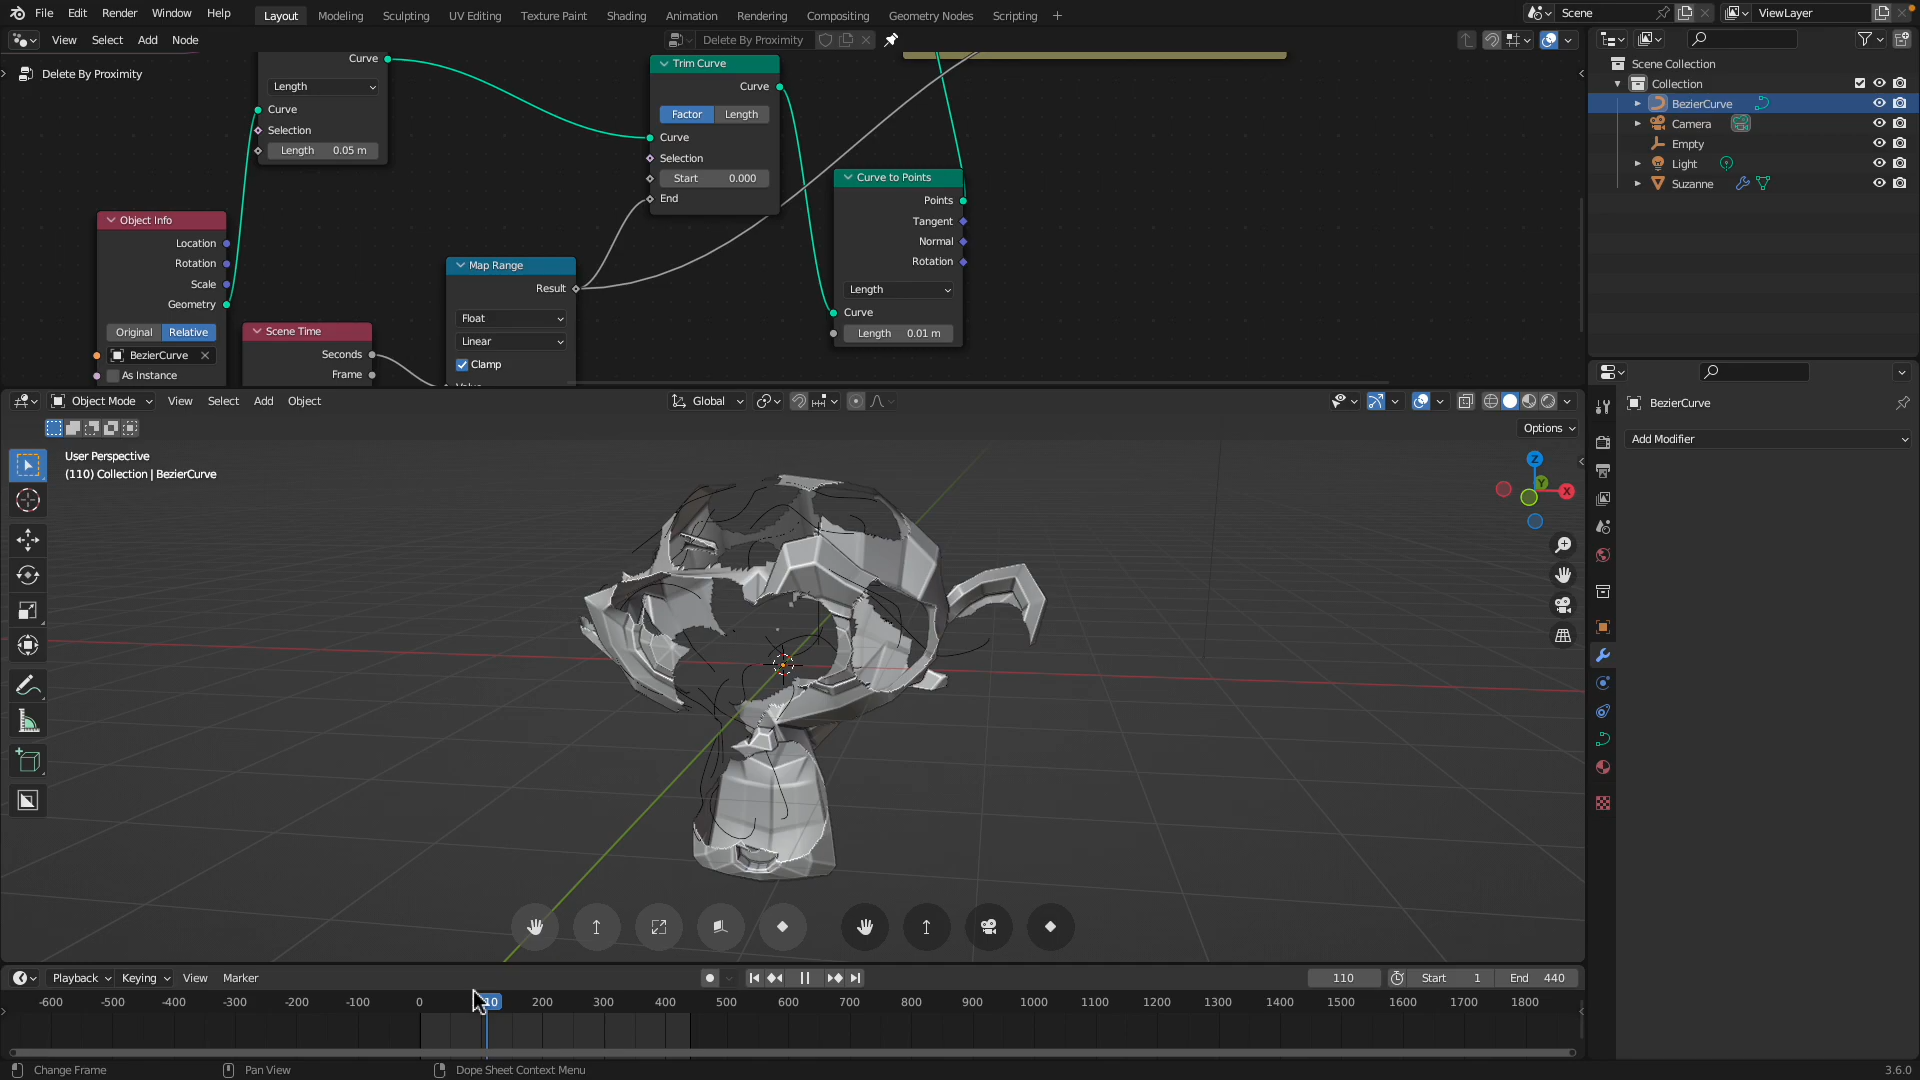 File Edit Render Window Help Layout Modeling Sculpting UV Editing Texture Paint Shading Animation Rendering Compositing Geometry Nodes Scripting + Scene ViewLayer
View Select Add Node Delete By Proximity
Delete By Proximity
Curve
Length
Curve
Selection
Length 0.05 m
Trim Curve
Curve
Factor Length
Curve
Selection
Start 0.000
End
Curve to Points
Points
Tangent
Normal
Rotation
Length
Curve
Length 0.01 m
Object Info
Location
Rotation
Scale
Geometry
Original Relative
BezierCurve
As Instance
Scene Time
Seconds
Frame
Map Range
Result
Float
Linear
Clamp
Scene Collection
Collection
BezierCurve
Camera
Empty
Light
Suzanne
Object Mode View Select Add Object Global
Options
User Perspective
(110) Collection | BezierCurve
Z
Y
X
BezierCurve
Add Modifier
Playback Keying View Marker 110 Start 1 End 440
-600 -500 -400 -300 -200 -100 0 10 200 300 400 500 600 700 800 900 1000 1100 1200 1300 1400 1500 1600 1700 1800
Change Frame Pan View Dope Sheet Context Menu 3.6.0